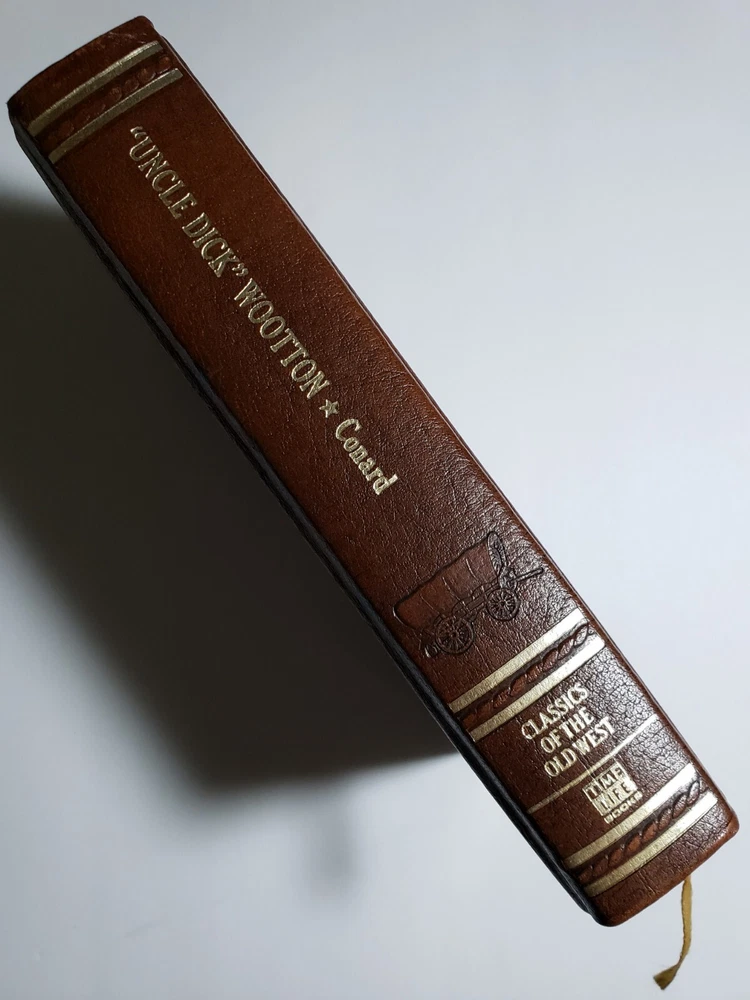 “UNCLE DICK” WOOTTON ★ Conard
CLASSICS
OF THE
OLD WEST
TIME
LIFE
BOOKS